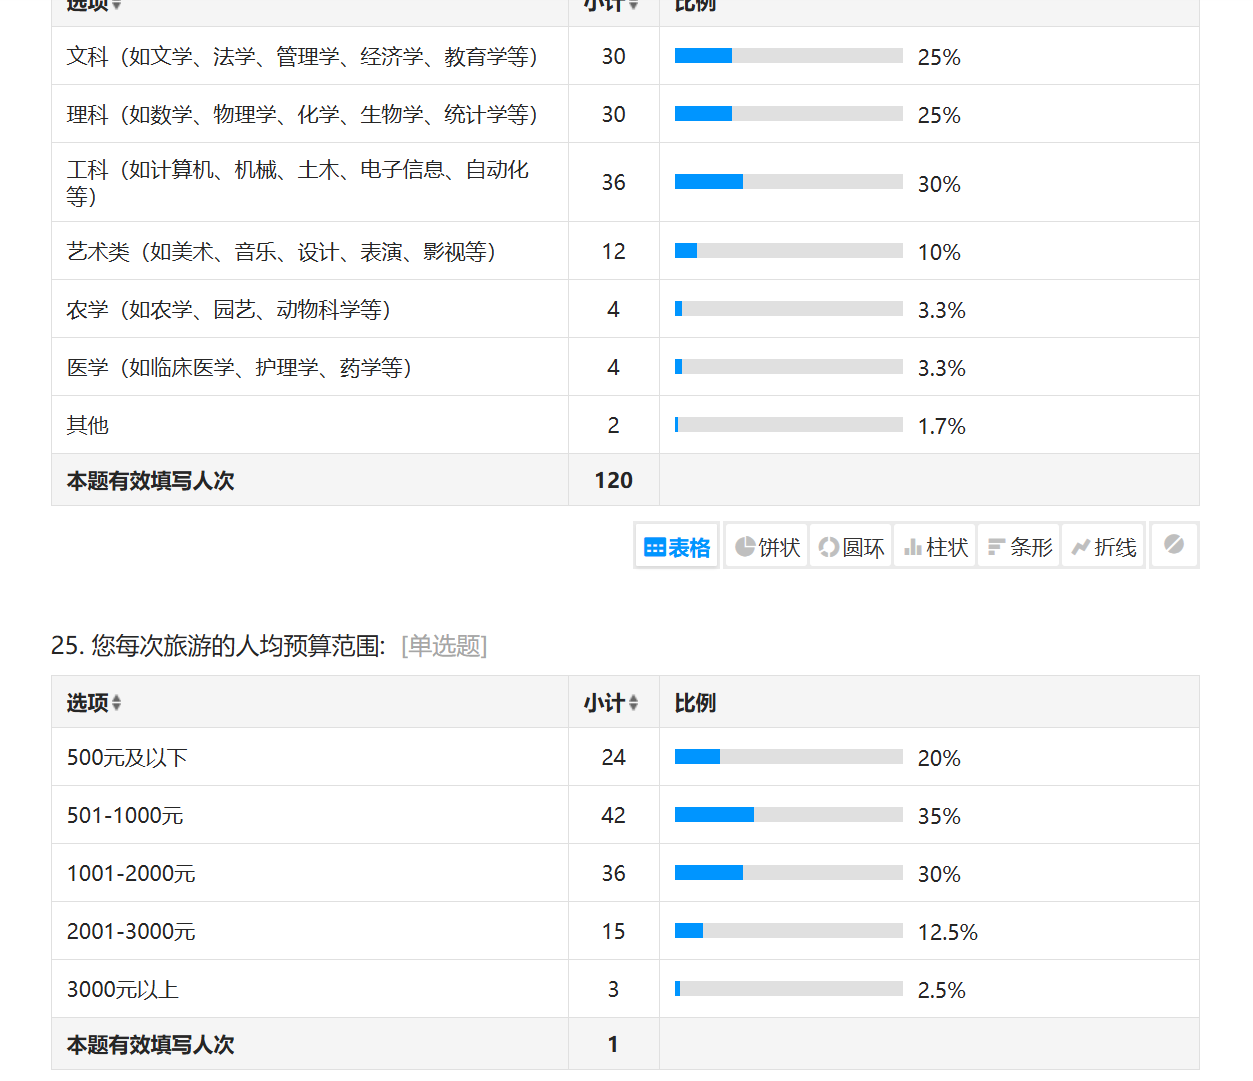 选项 小计 比例
文科（如文学、法学、管理学、经济学、教育学等） 30 25%
理科（如数学、物理学、化学、生物学、统计学等） 30 25%
工科（如计算机、机械、土木、电子信息、自动化
等） 36 30%
艺术类（如美术、音乐、设计、表演、影视等） 12 10%
农学（如农学、园艺、动物科学等） 4 3.3%
医学（如临床医学、护理学、药学等） 4 3.3%
其他 2 1.7%
本题有效填写人次 120
表格 饼状 圆环 柱状 条形 折线
25. 您每次旅游的人均预算范围: [单选题]
选项 小计 比例
500元及以下 24 20%
501-1000元 42 35%
1001-2000元 36 30%
2001-3000元 15 12.5%
3000元以上 3 2.5%
本题有效填写人次 1